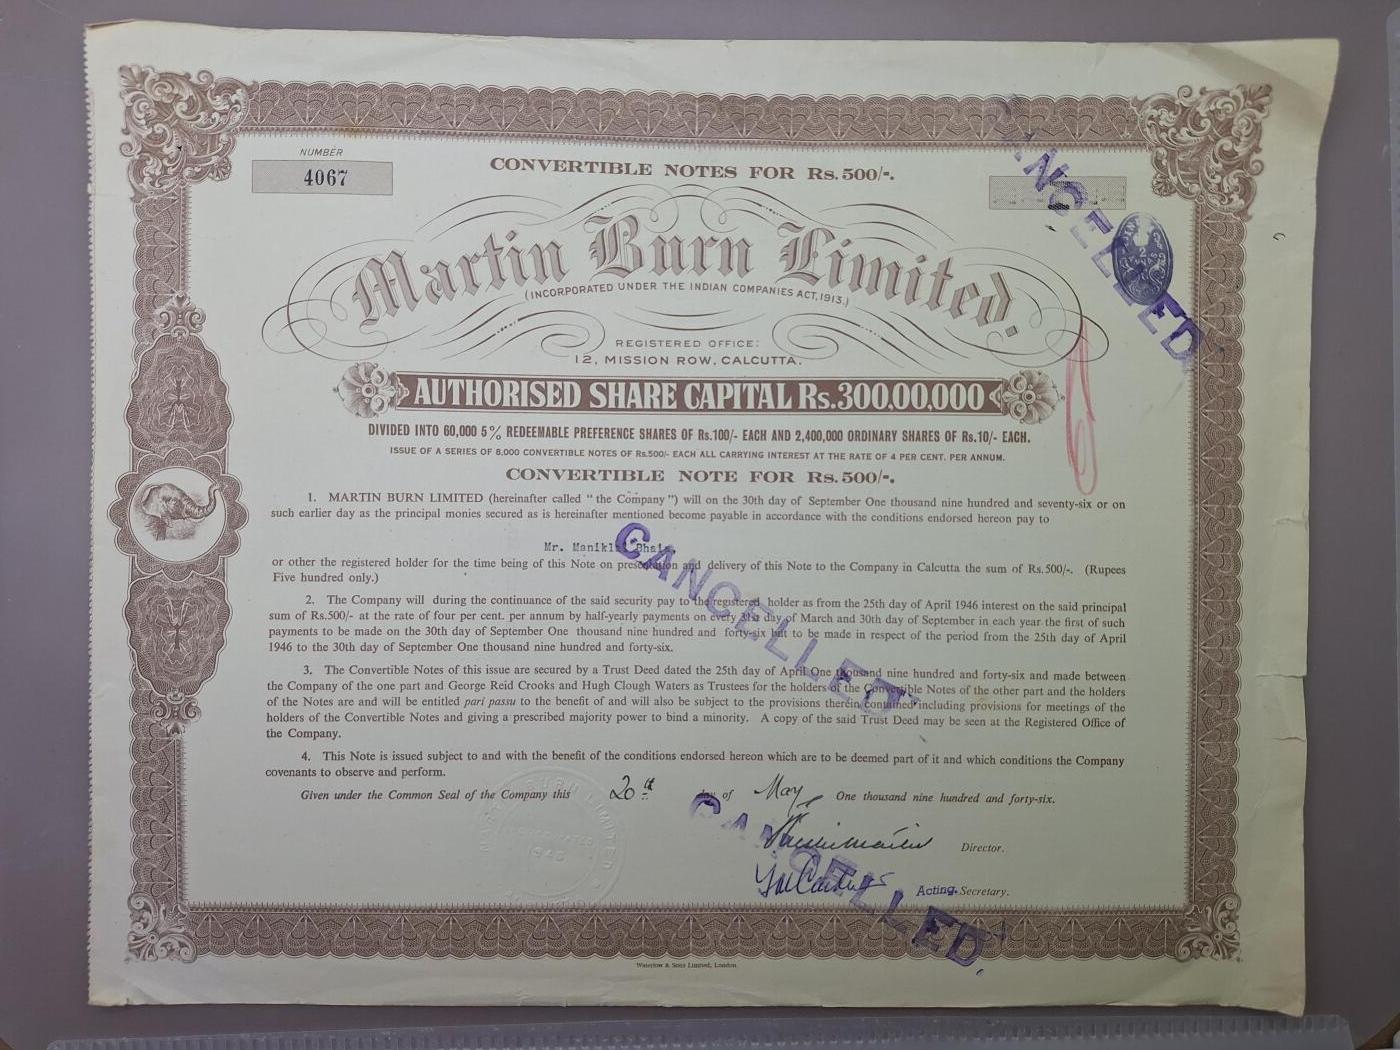 NUMBER
4067
CONVERTIBLE NOTES FOR Rs. 500/-.
Martin Burn Limited.
(INCORPORATED UNDER THE INDIAN COMPANIES ACT, 1913.)
REGISTERED OFFICE:
12, MISSION ROW, CALCUTTA.
AUTHORISED SHARE CAPITAL Rs.300,00,000
DIVIDED INTO 60,000 5% REDEEMABLE PREFERENCE SHARES OF Rs.100/- EACH AND 2,400,000 ORDINARY SHARES OF Rs.10/- EACH.
ISSUE OF A SERIES OF 8,000 CONVERTIBLE NOTES OF Rs.500/- EACH ALL CARRYING INTEREST AT THE RATE OF 4 PER CENT. PER ANNUM.
CONVERTIBLE NOTE FOR Rs. 500/-.
1. MARTIN BURN LIMITED (hereinafter called "the Company") will on the 30th day of September One thousand nine hundred and seventy-six or on
such earlier day as the principal monies secured as is hereinafter mentioned become payable in accordance with the conditions endorsed hereon pay to
Mr. Maniklal
or other the registered holder for the time being of this Note on presentation and delivery of this Note to the Company in Calcutta the sum of Rs. 500/-. (Rupees
Five hundred only.)
2. The Company will during the continuance of the said security pay to the registered holder as from the 25th day of April 1946 interest on the said principal
sum of Rs.500/- at the rate of four per cent. per annum by half-yearly payments on every 31st day of March and 30th day of September in each year the first of such
payments to be made on the 30th day of September One thousand nine hundred and forty-six but to be made in respect of the period from the 25th day of April
1946 to the 30th day of September One thousand nine hundred and forty-six.
3. The Convertible Notes of this issue are secured by a Trust Deed dated the 25th day of April One thousand nine hundred and forty-six and made between
the Company of the one part and George Reid Crooks and Hugh Clough Waters as Trustees for the holders of the Convertible Notes of the other part and the holders
of the Notes are and will be entitled pari passu to the benefit of and will also be subject to the provisions therein contained including provisions for meetings of the
holders of the Convertible Notes and giving a prescribed majority power to bind a minority. A copy of the said Trust Deed may be seen at the Registered Office of
the Company.
4. This Note is issued subject to and with the benefit of the conditions endorsed hereon which are to be deemed part of it and which conditions the Company
covenants to observe and perform.
Given under the Common Seal of the Company this 20th day of May One thousand nine hundred and forty-six.
Director.
Acting. Secretary.
Waterlow & Sons Limited, London.
CANCELLED
CANCELLED
CANCELLED.